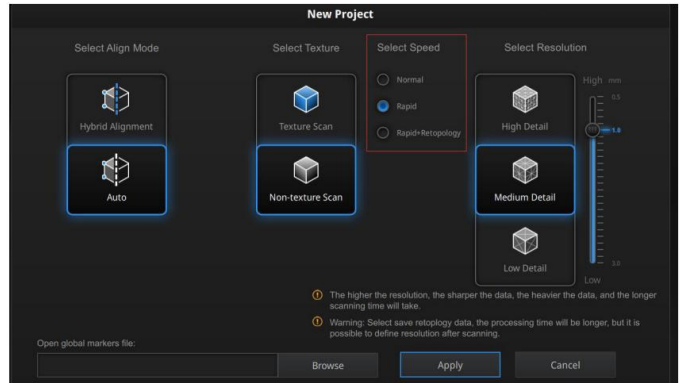 New Project
Select Align Mode
Select Texture
Select Speed
Select Resolution
Hybrid Alignment
Auto
Texture Scan
Non-texture Scan
Normal
Rapid
Rapid+Retopology
High Detail
Medium Detail
Low Detail
High mm
0.5
1.8
3.0
Low
The higher the resolution, the sharper the data, the heavier the data, and the longer
scanning time will take.
Warning: Select save retoplogy data, the processing time will be longer, but it is
possible to define resolution after scanning.
Open global markers file:
Browse
Apply
Cancel